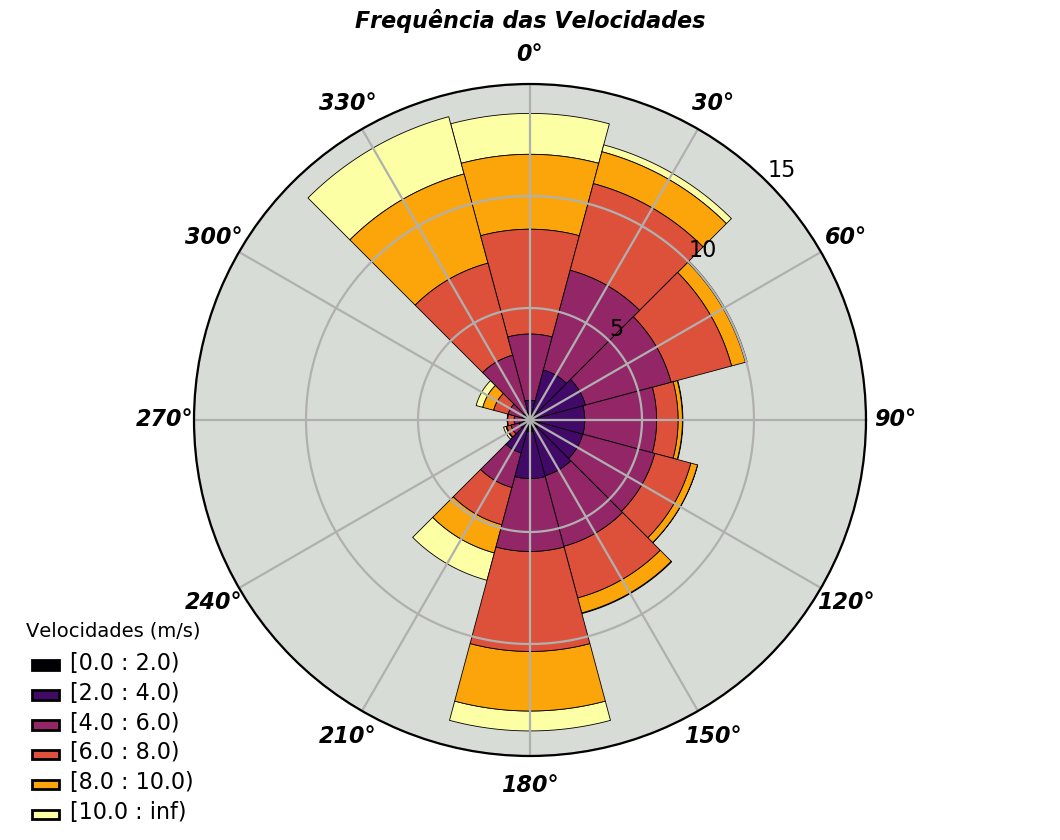 Frequência das Velocidades
0°
330°
30°
15
300°
60°
10
5
270°
90°
240°
120°
210°
150°
180°
Velocidades (m/s)
[0.0 : 2.0)
[2.0 : 4.0)
[4.0 : 6.0)
[6.0 : 8.0)
[8.0 : 10.0)
[10.0 : inf)